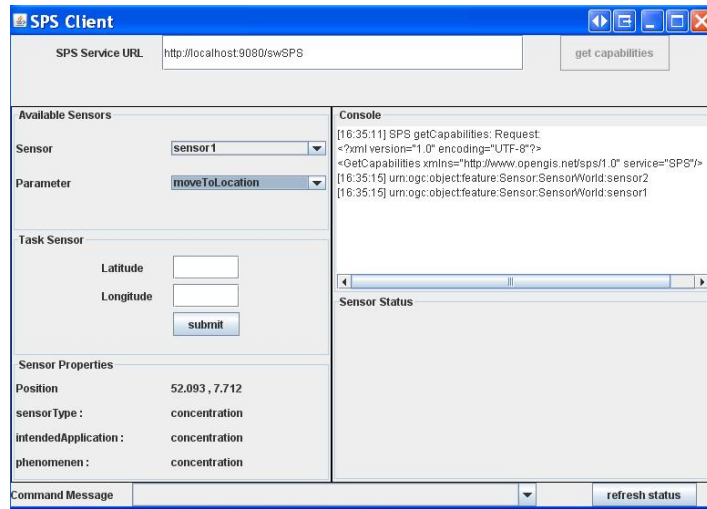 SPS Client
SPS Service URL http://localhost:9080/swSPS get capabilities
Available Sensors
Sensor sensor1
Parameter moveToLocation
Task Sensor
Latitude
Longitude
submit
Sensor Properties
Position 52.093 , 7.712
sensorType : concentration
intendedApplication : concentration
phenomenen : concentration
Console
[16:35:11] SPS getCapabilities: Request:
<?xml version="1.0" encoding="UTF-8"?>
<GetCapabilities xmlns="http://www.opengis.net/sps/1.0" service="SPS"/>
[16:35:15] urn:ogc:object:feature:Sensor:SensorWorld:sensor2
[16:35:15] urn:ogc:object:feature:Sensor:SensorWorld:sensor1
Sensor Status
Command Message refresh status